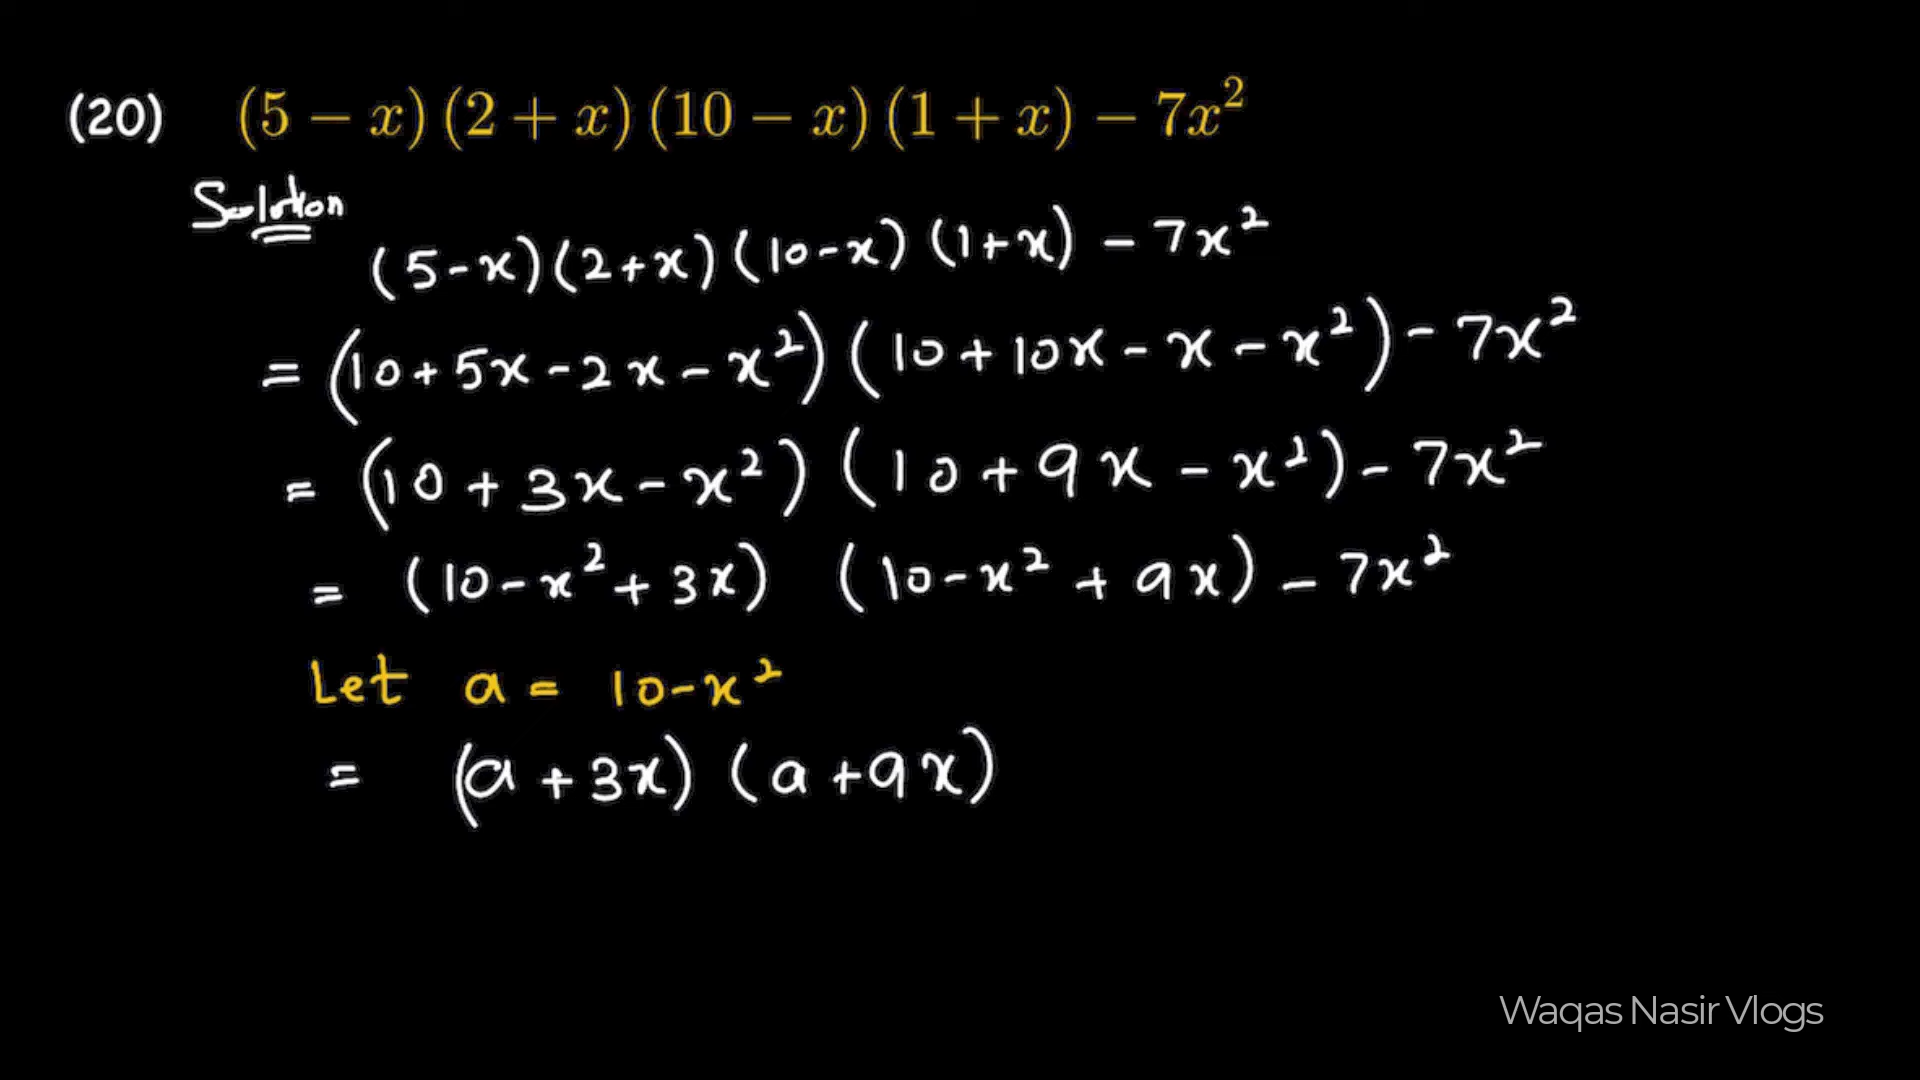 (20) (5 − x)(2 + x)(10 − x)(1 + x) − 7x²
Solution
(5-x)(2+x)(10-x)(1+x) - 7x²
= (10+5x-2x-x²)(10+10x-x-x²)-7x²
= (10+3x-x²)(10+9x-x²)-7x²
= (10-x²+3x) (10-x²+9x)-7x²
Let a = 10-x²
= (a+3x)(a+9x)
Waqas Nasir Vlogs